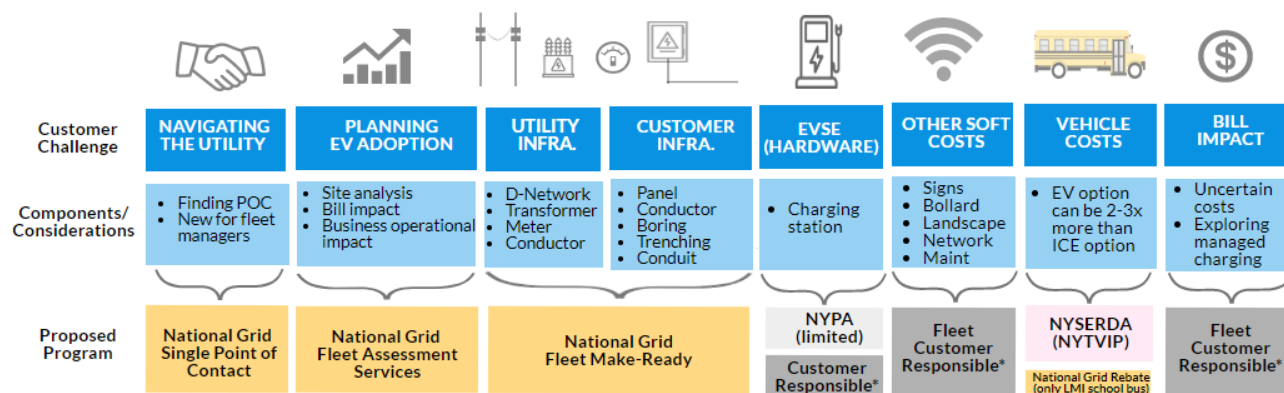 Customer
Challenge
NAVIGATING
THE UTILITY
PLANNING
EV ADOPTION
UTILITY
INFRA.
CUSTOMER
INFRA.
EVSE
(HARDWARE)
OTHER SOFT
COSTS
VEHICLE
COSTS
BILL
IMPACT
Components/
Considerations
• Finding POC
• New for fleet
managers
• Site analysis
• Bill impact
• Business operational
impact
• D-Network
• Transformer
• Meter
• Conductor
• Panel
• Conductor
• Boring
• Trenching
• Conduit
• Charging
station
• Signs
• Bollard
• Landscape
• Network
• Maint
• EV option
can be 2-3x
more than
ICE option
• Uncertain
costs
• Exploring
managed
charging
Proposed
Program
National Grid
Single Point of
Contact
National Grid
Fleet Assessment
Services
National Grid
Fleet Make-Ready
NYPA
(limited)
Customer
Responsible*
Fleet
Customer
Responsible*
NYSERDA
(NYTVIP)
National Grid Rebate
(only LMI school bus)
Fleet
Customer
Responsible*